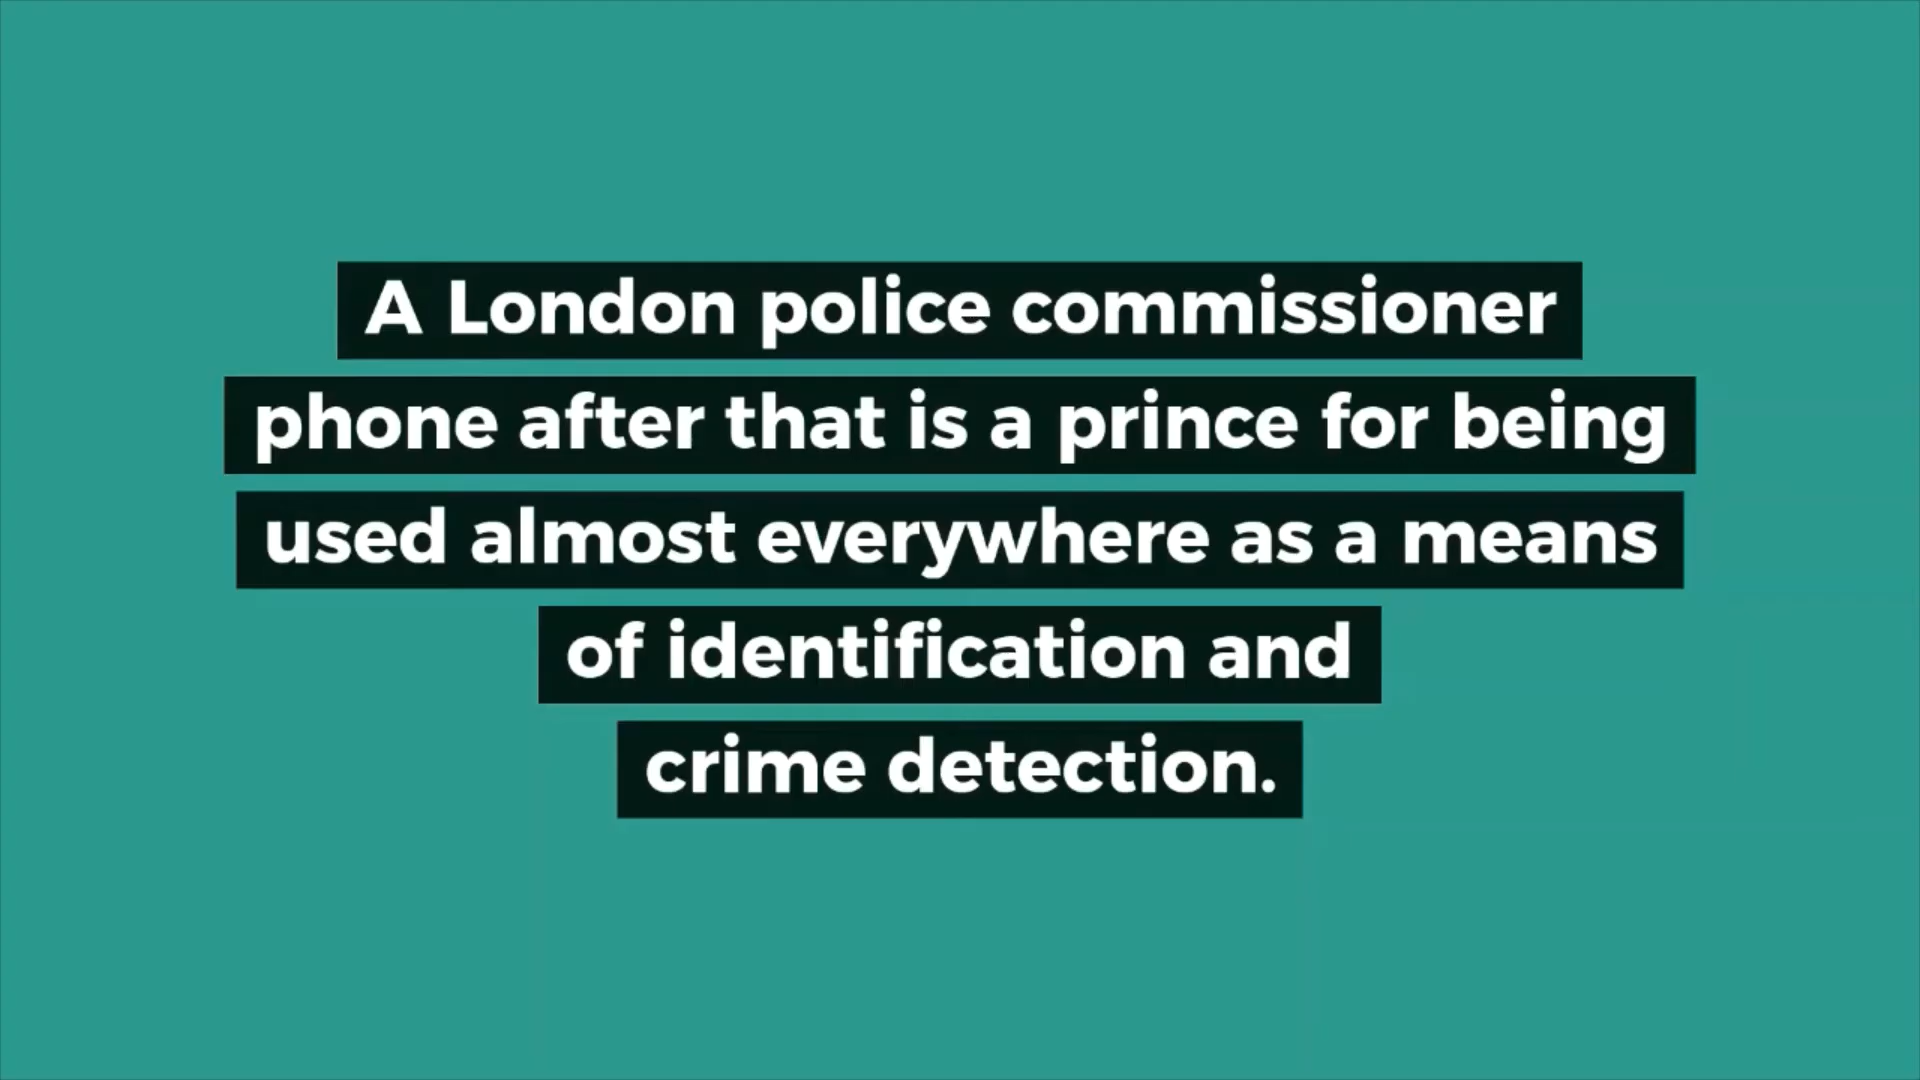 A London police commissioner
phone after that is a prince for being
used almost everywhere as a means
of identification and
crime detection.